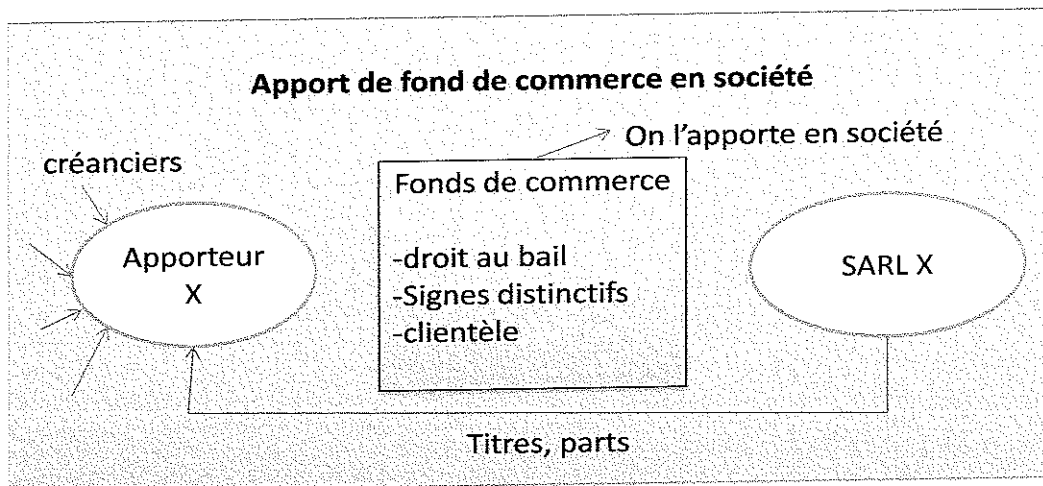 Apport de fond de commerce en société
On l'apporte en société
créanciers
Fonds de commerce
Apporteur
X
-droit au bail
-Signes distinctifs
-clientèle
SARL X
Titres, parts